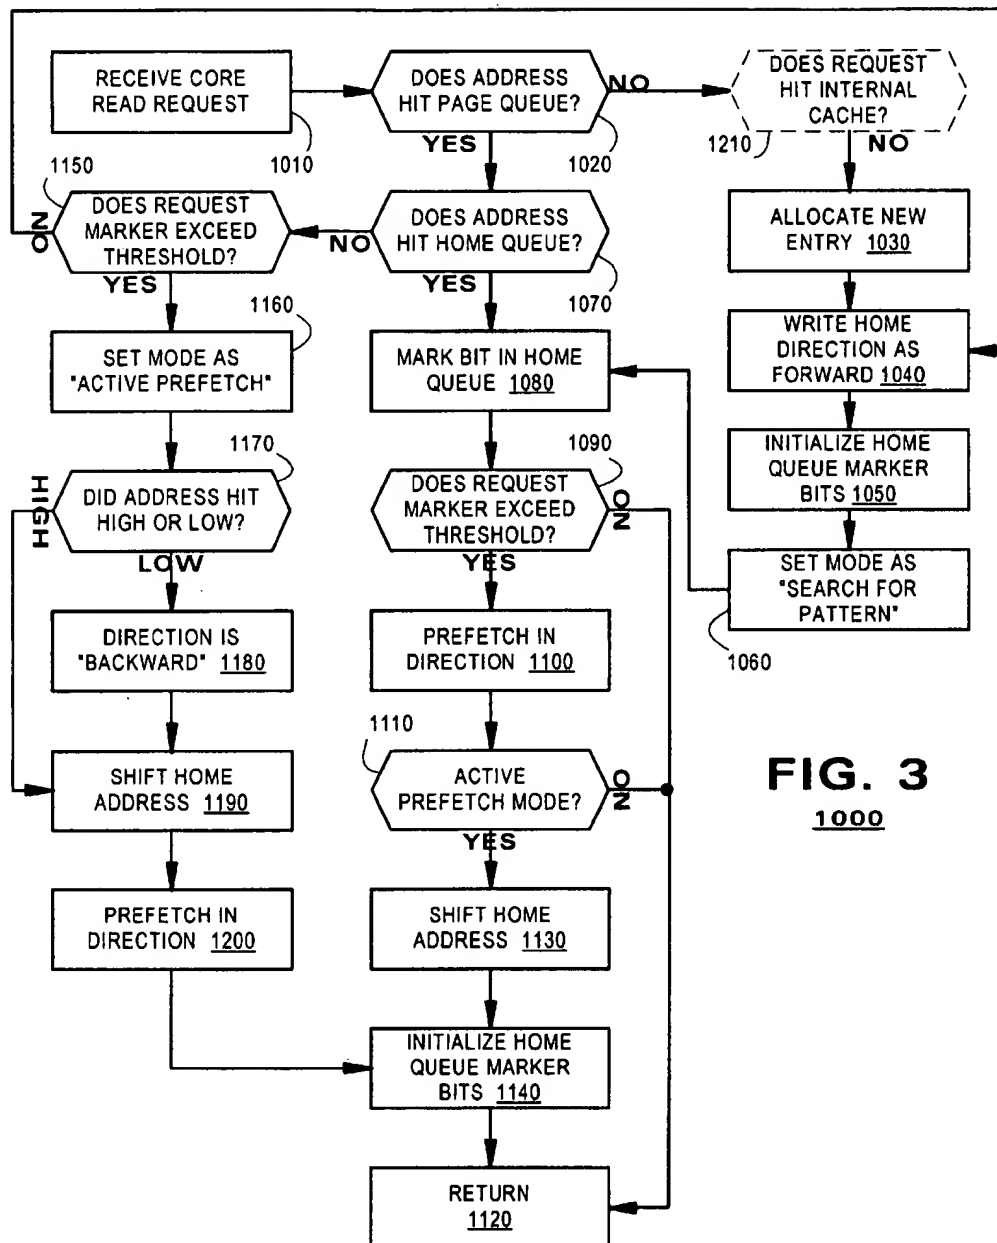 RECEIVE CORE
READ REQUEST
1010
DOES ADDRESS
HIT PAGE QUEUE?
1020
NO
YES
DOES REQUEST
HIT INTERNAL
CACHE?
1210
NO
1150
DOES REQUEST
MARKER EXCEED
THRESHOLD?
NO
YES
DOES ADDRESS
HIT HOME QUEUE?
NO
YES
1070
ALLOCATE NEW
ENTRY 1030
1160
SET MODE AS
"ACTIVE PREFETCH"
MARK BIT IN HOME
QUEUE 1080
WRITE HOME
DIRECTION AS
FORWARD 1040
1170
DID ADDRESS HIT
HIGH OR LOW?
HIGH
LOW
1090
DOES REQUEST
MARKER EXCEED
THRESHOLD?
NO
YES
INITIALIZE HOME
QUEUE MARKER
BITS 1050
SET MODE AS
"SEARCH FOR
PATTERN"
1060
DIRECTION IS
"BACKWARD" 1180
PREFETCH IN
DIRECTION 1100
1110
SHIFT HOME
ADDRESS 1190
ACTIVE
PREFETCH MODE?
NO
YES
FIG. 3
1000
PREFETCH IN
DIRECTION 1200
SHIFT HOME
ADDRESS 1130
INITIALIZE HOME
QUEUE MARKER
BITS 1140
RETURN
1120